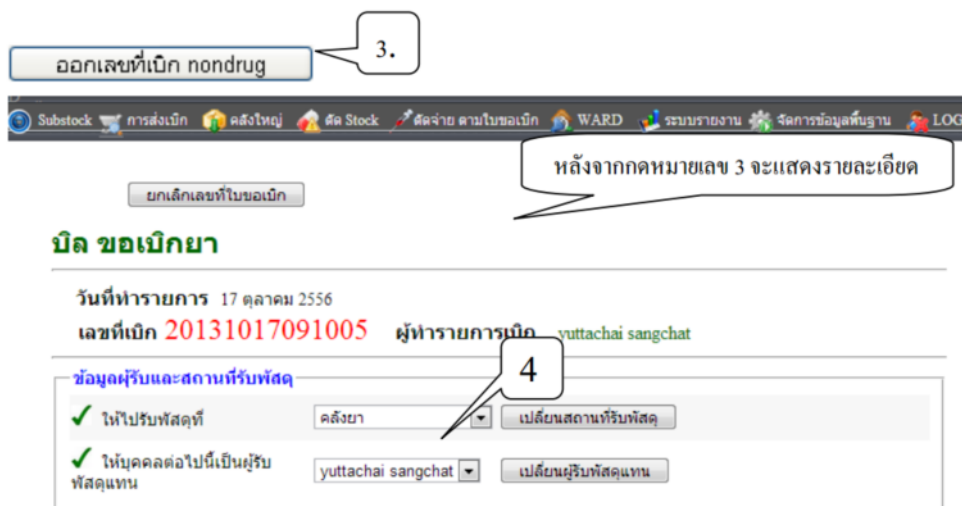 3.
ออกเลขที่เบิก nondrug
Substock การส่งเบิก คลังใหญ่ ตัด Stock ตัดจ่าย ตามใบขอเบิก WARD ระบบรายงาน จัดการข้อมูลพื้นฐาน LOG
หลังจากกดหมายเลข 3 จะแสดงรายละเอียด
ยกเลิกเลขที่ใบขอเบิก
บิล ขอเบิกยา
วันที่ทำรายการ 17 ตุลาคม 2556
เลขที่เบิก 20131017091005 ผู้ทำรายการเบิก yuttachai sangchat
4
ข้อมูลผู้รับและสถานที่รับพัสดุ
ให้ไปรับพัสดุที่ คลังยา เปลี่ยนสถานที่รับพัสดุ
ให้บุคคลต่อไปนี้เป็นผู้รับ
พัสดุแทน yuttachai sangchat เปลี่ยนผู้รับพัสดุแทน